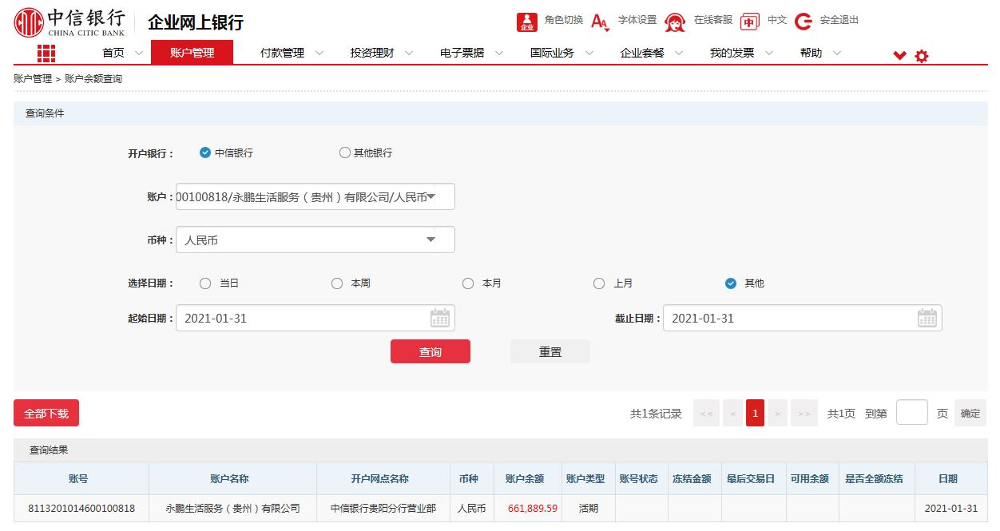 中信银行 企业网上银行 企业 角色切换 字体设置 在线客服 中 中文 安全退出
CHINA CITIC BANK
首页 账户管理 付款管理 投资理财 电子票据 国际业务 企业套餐 我的发票 帮助
账户管理 > 账户余额查询
查询条件
开户银行： 中信银行 其他银行
账户： 00100818/永鹏生活服务（贵州）有限公司/人民币
币种： 人民币
选择日期： 当日 本周 本月 上月 其他
起始日期： 2021-01-31 截止日期： 2021-01-31
查询 重置
全部下载 共1条记录 << < 1 > >> 共1页 到第 页 确定
查询结果
账号 账户名称 开户网点名称 币种 账户余额 账户类型 账号状态 冻结金额 最后交易日 可用余额 是否全额冻结 日期
8113201014600100818 永鹏生活服务（贵州）有限公司 中信银行贵阳分行营业部 人民币 661,889.59 活期 2021-01-31